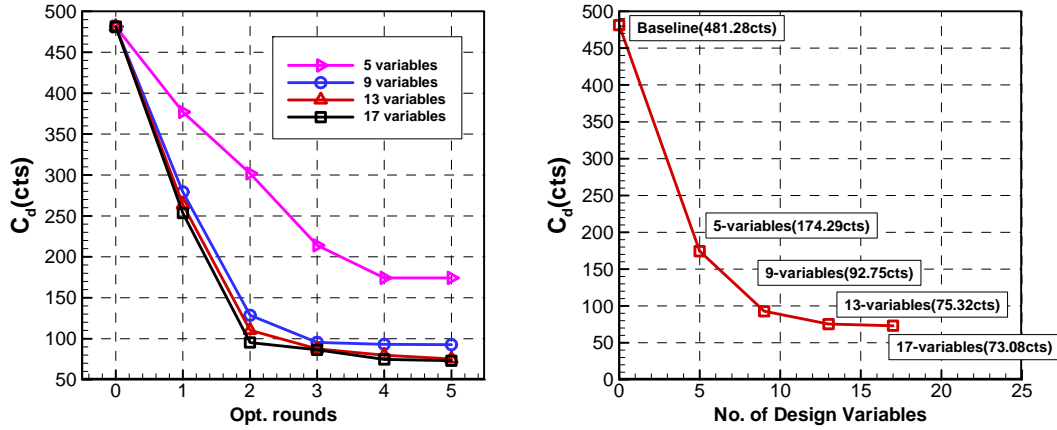 500
450
400
350
300
250
200
150
100
50
C_d(cts)
5 variables
9 variables
13 variables
17 variables
0
1
2
3
4
5
Opt. rounds
500
450
400
350
300
250
200
150
100
50
0
C_d(cts)
Baseline(481.28cts)
5-variables(174.29cts)
9-variables(92.75cts)
13-variables(75.32cts)
17-variables(73.08cts)
0
5
10
15
20
25
No. of Design Variables